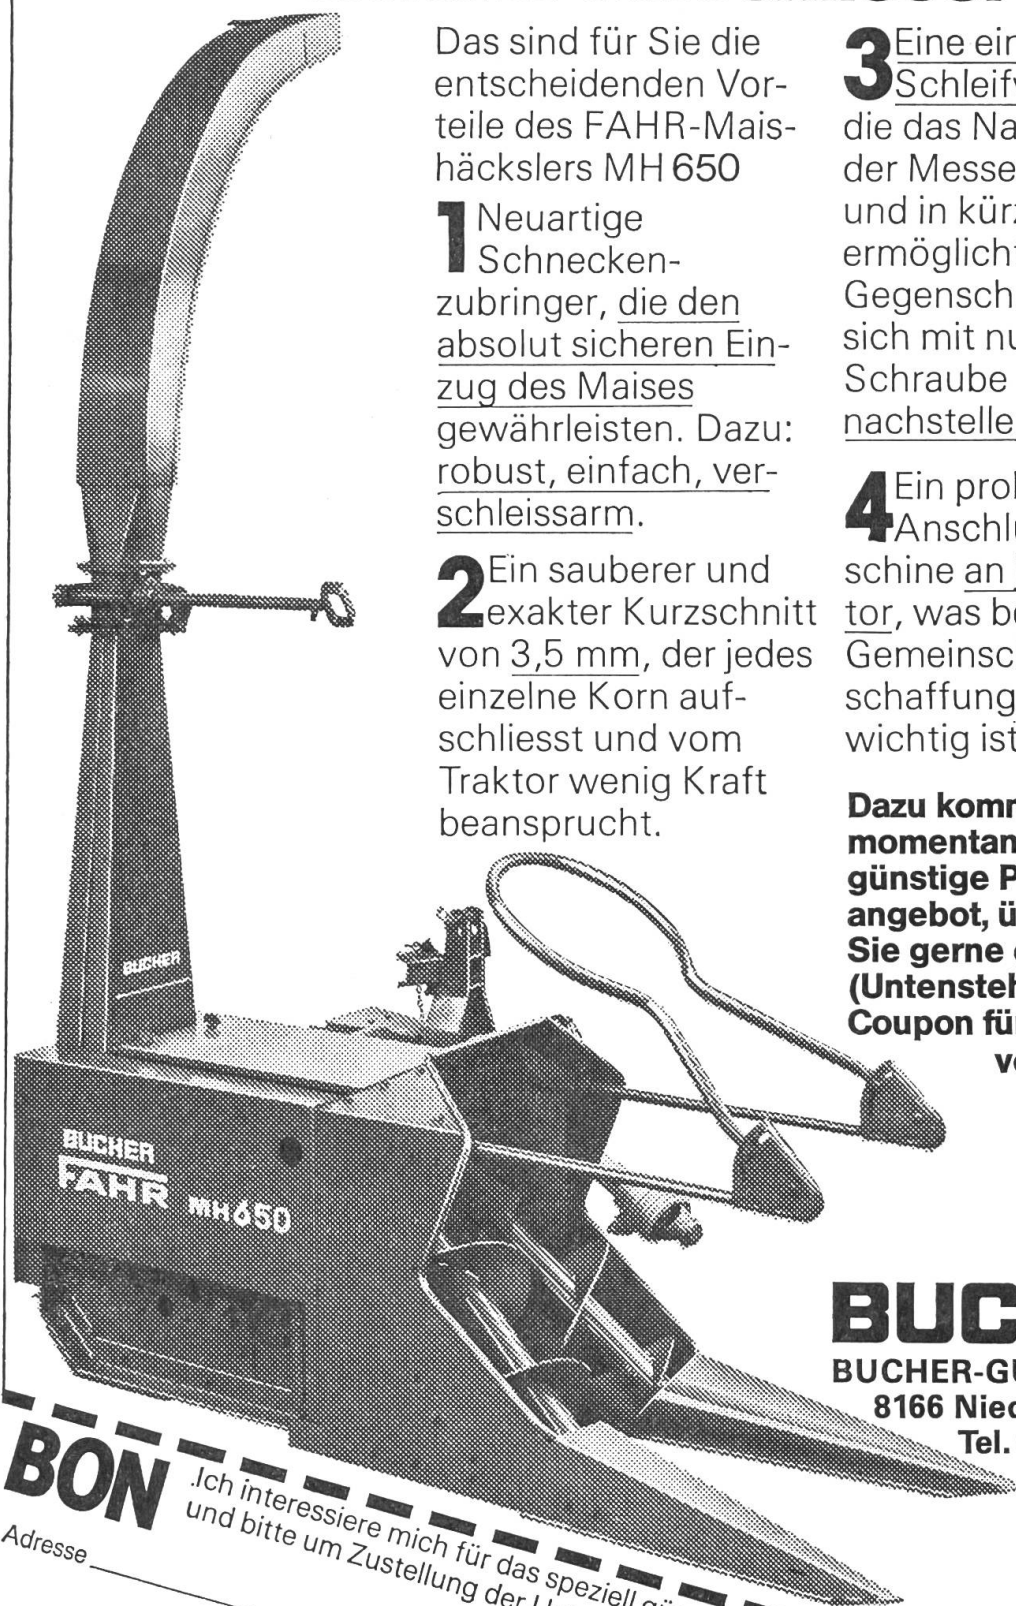 Das sind für Sie die
entscheidenden Vor-
teile des FAHR-Mais-
häckslers MH 650
1 Neuartige
Schnecken-
zubringer, die den
absolut sicheren Ein-
zug des Maises
gewährleisten. Dazu:
robust, einfach, ver-
schleissarm.
2 Ein sauberer und
exakter Kurzschnitt
von 3,5 mm, der jedes
einzelne Korn auf-
schliesst und vom
Traktor wenig Kraft
beansprucht.
3 Eine ein
Schleif
die das Na
der Messe
und in kür
ermöglich
Gegensch
sich mit nu
Schraube
nachstelle
4 Ein pro
Anschlu
schine an
tor, was be
Gemeinsc
schaffung
wichtig ist
Dazu kom
momentan
günstige P
angebot, ü
Sie gerne
(Untensteh
Coupon fü
ve
BUCHER
BUCHER
FAHR MH650
BUC
BUCHER-GU
8166 Nied
Tel.
BON
.Ich interessiere mich für das speziell gü
und bitte um Zustellung der
Adresse